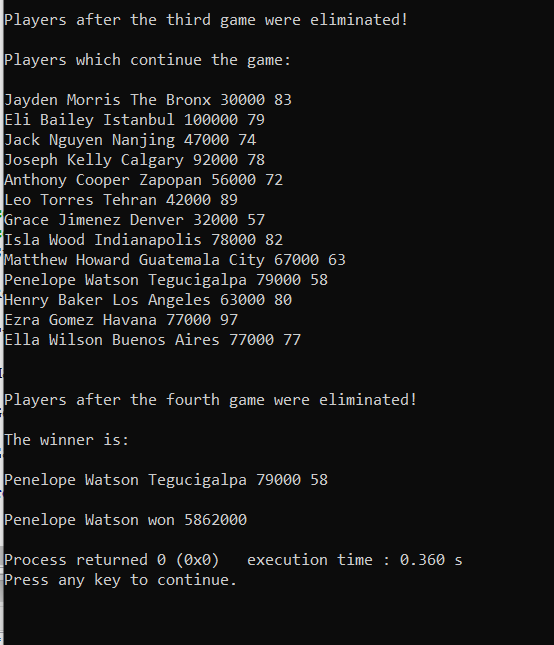 Players after the third game were eliminated!
Players which continue the game:
Jayden Morris The Bronx 30000 83
Eli Bailey Istanbul 100000 79
Jack Nguyen Nanjing 47000 74
Joseph Kelly Calgary 92000 78
Anthony Cooper Zapopan 56000 72
Leo Torres Tehran 42000 89
Grace Jimenez Denver 32000 57
Isla Wood Indianapolis 78000 82
Matthew Howard Guatemala City 67000 63
Penelope Watson Tegucigalpa 79000 58
Henry Baker Los Angeles 63000 80
Ezra Gomez Havana 77000 97
Ella Wilson Buenos Aires 77000 77
Players after the fourth game were eliminated!
The winner is:
Penelope Watson Tegucigalpa 79000 58
Penelope Watson won 5862000
Process returned 0 (0x0)   execution time : 0.360 s
Press any key to continue.